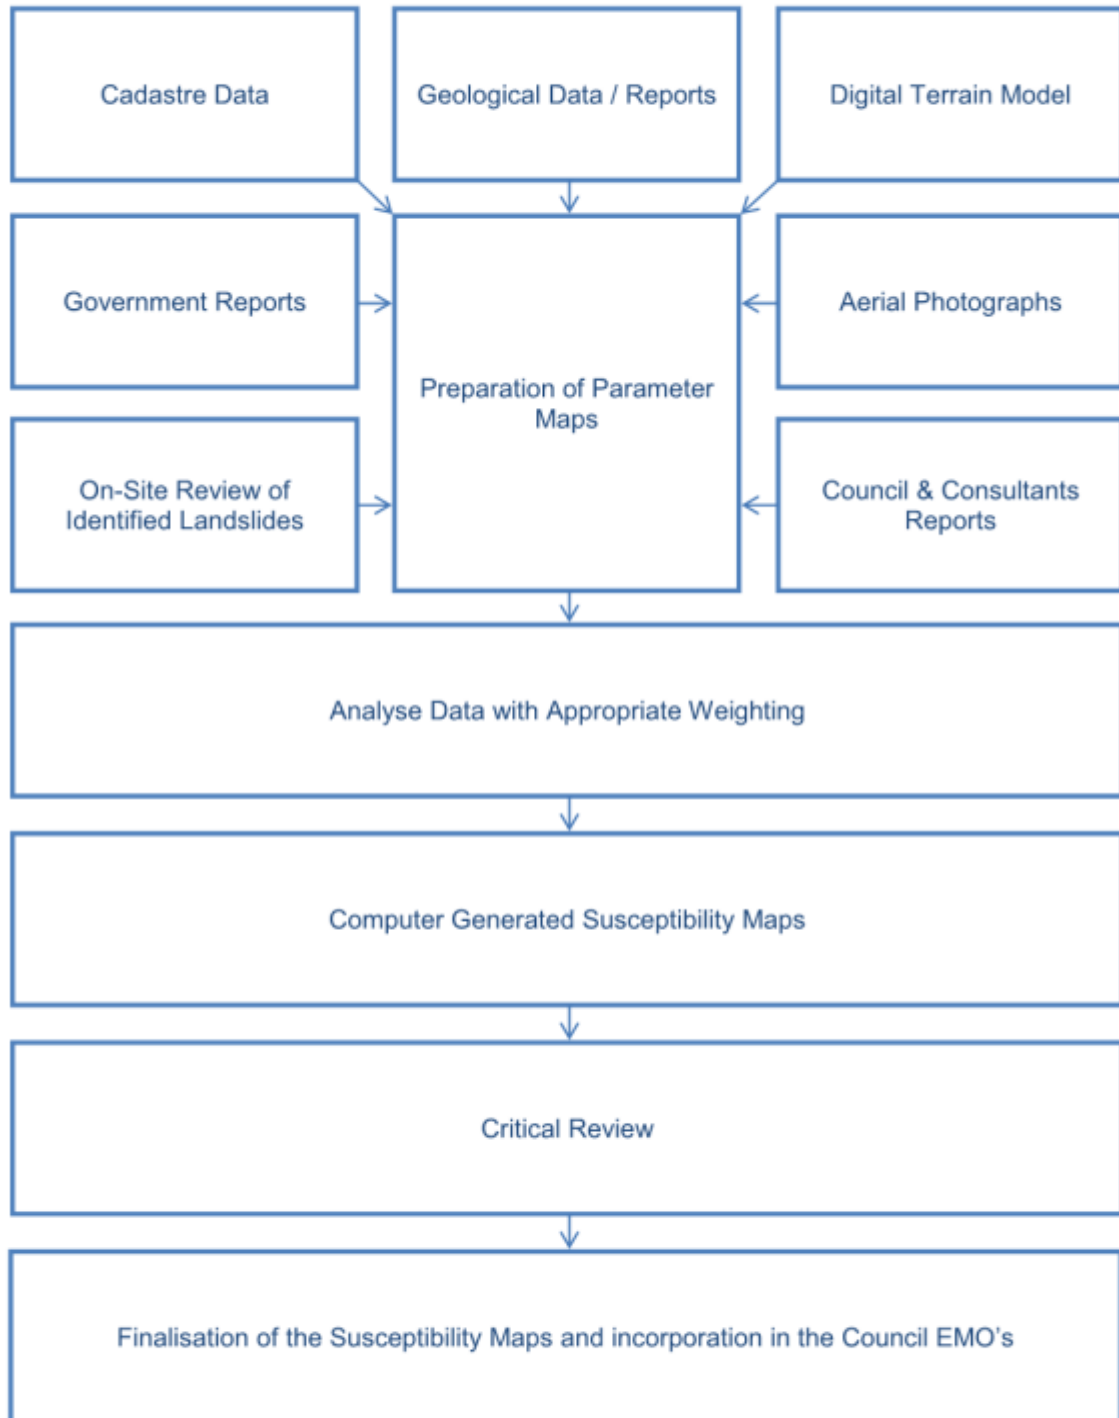 Cadastre Data
Geological Data / Reports
Digital Terrain Model
Government Reports
Aerial Photographs
Preparation of Parameter
Maps
On-Site Review of
Identified Landslides
Council & Consultants
Reports
Analyse Data with Appropriate Weighting
Computer Generated Susceptibility Maps
Critical Review
Finalisation of the Susceptibility Maps and incorporation in the Council EMO’s